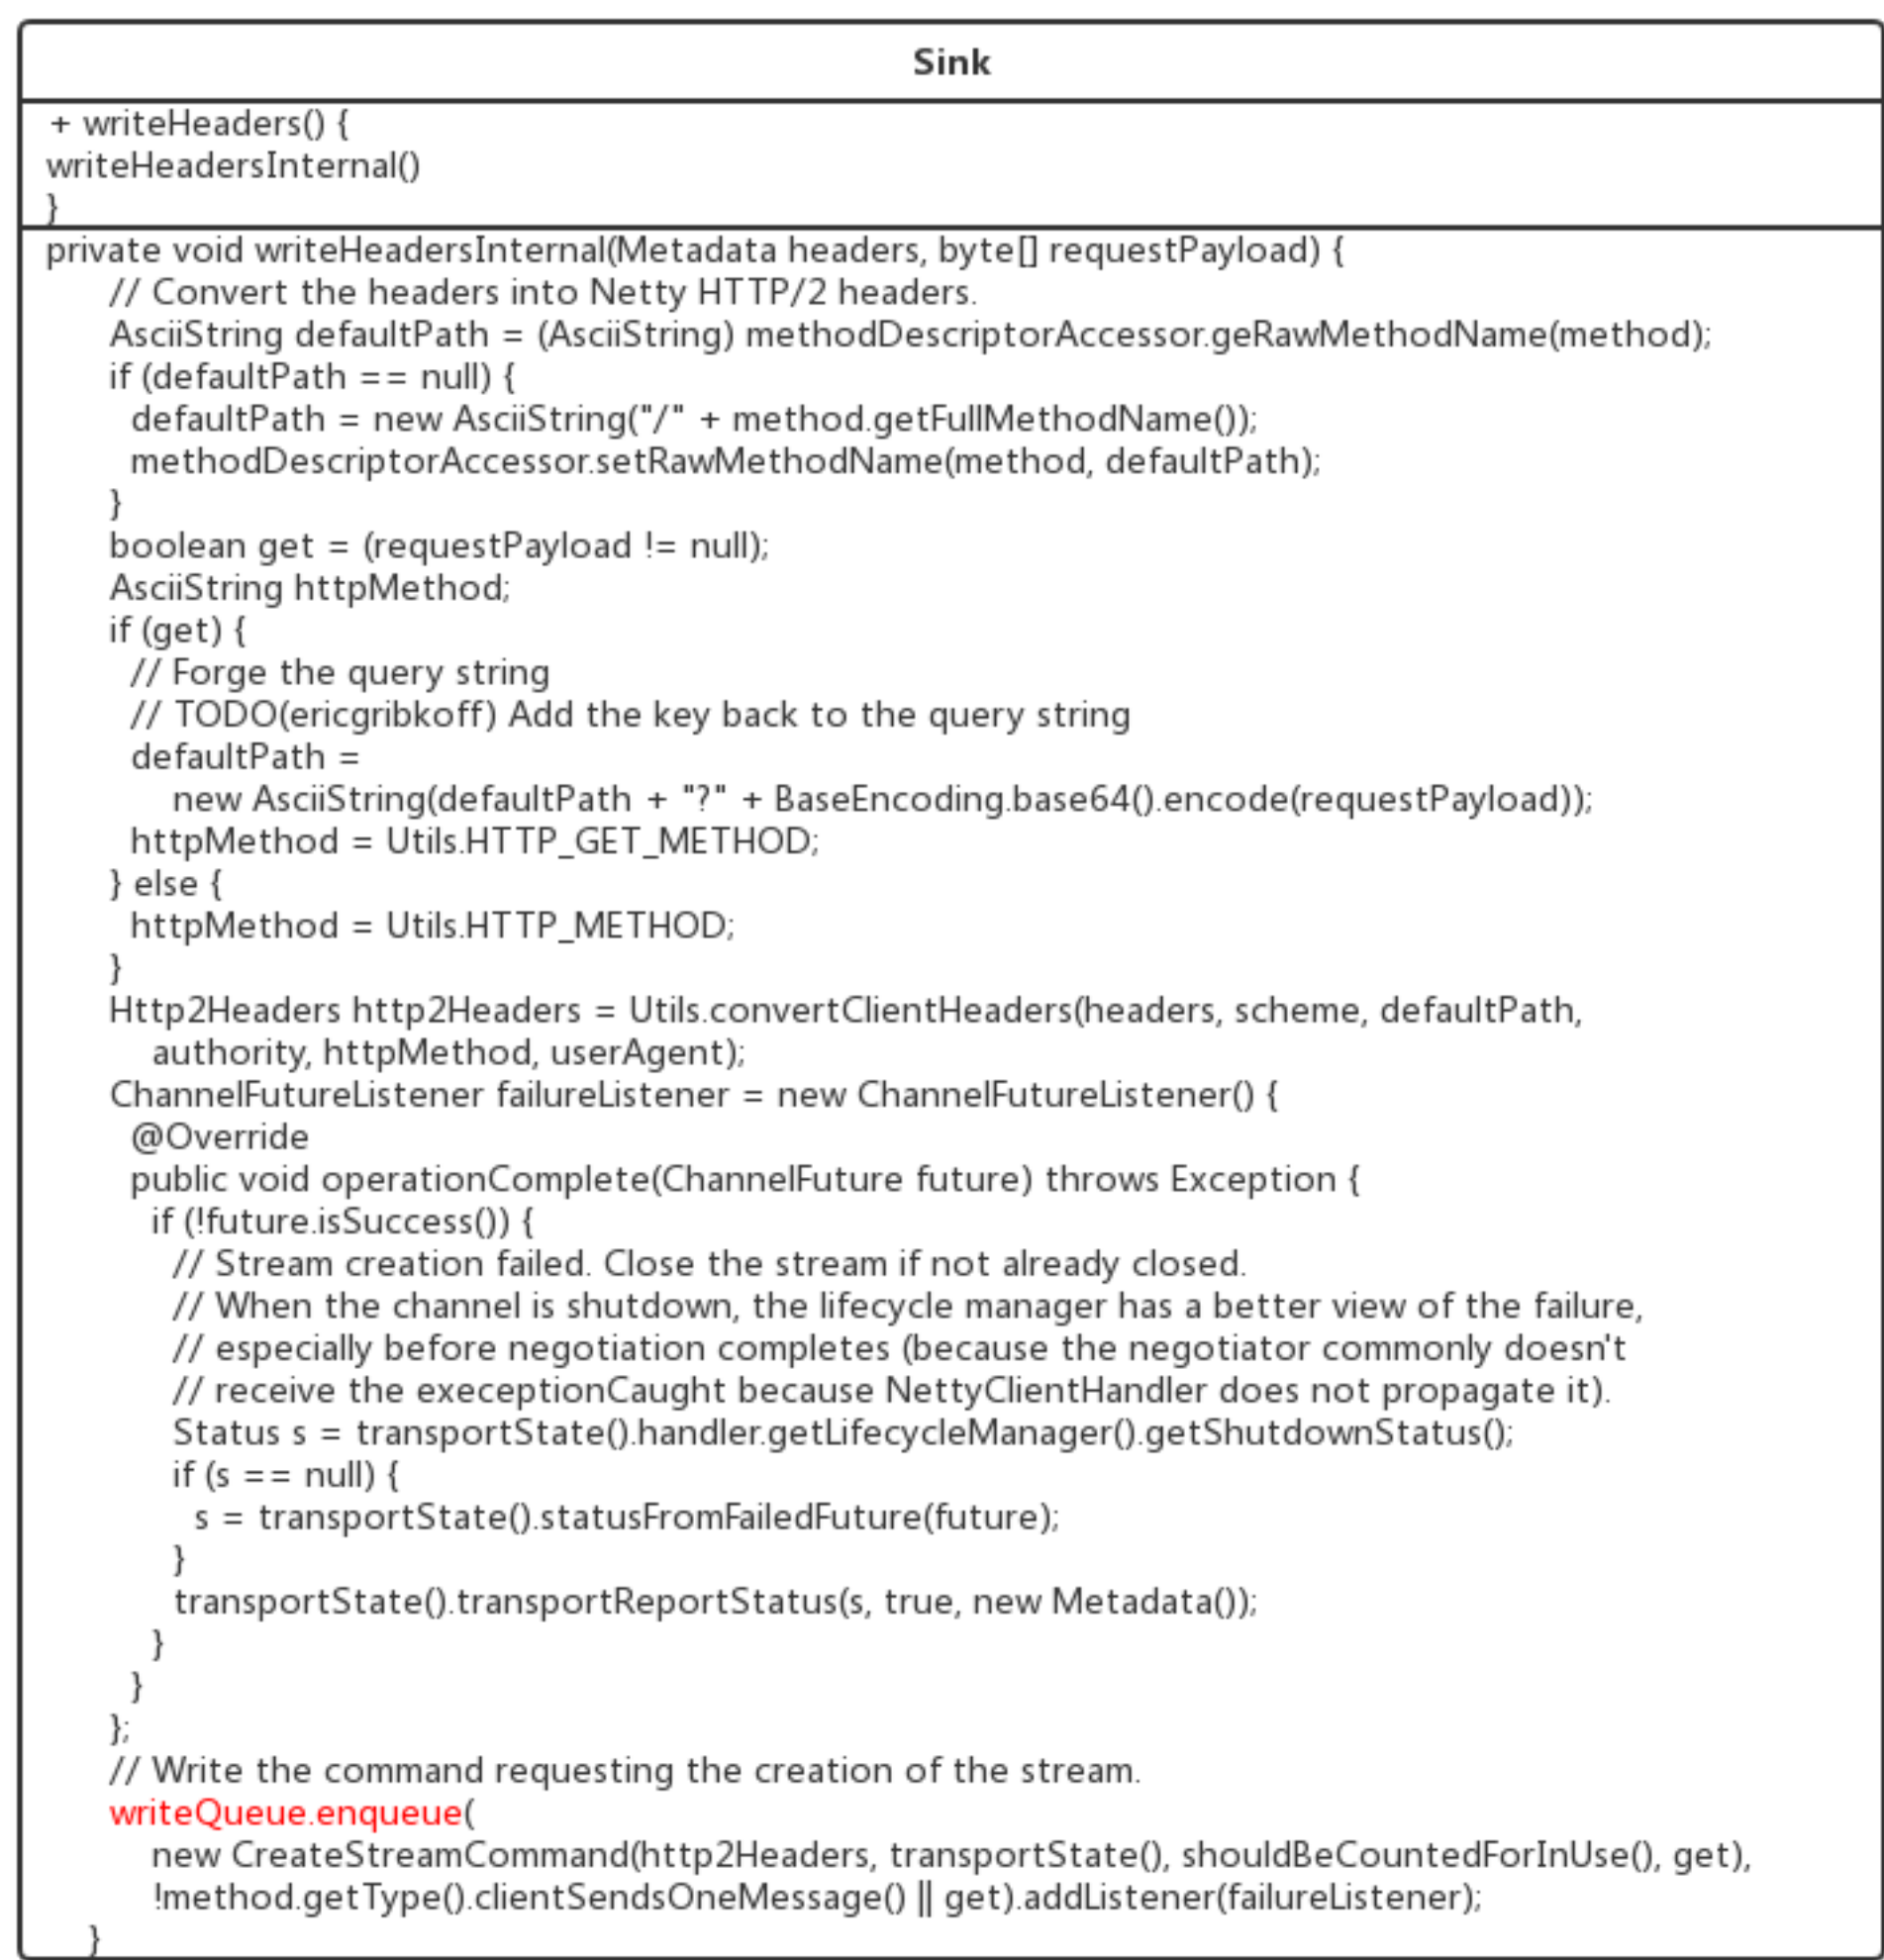 Sink
+ writeHeaders() {
writeHeadersInternal()
}
private void writeHeadersInternal(Metadata headers, byte[] requestPayload) {
// Convert the headers into Netty HTTP/2 headers.
AsciiString defaultPath = (AsciiString) methodDescriptorAccessor.geRawMethodName(method);
if (defaultPath == null) {
defaultPath = new AsciiString("/" + method.getFullMethodName());
methodDescriptorAccessor.setRawMethodName(method, defaultPath);
}
boolean get = (requestPayload != null);
AsciiString httpMethod;
if (get) {
// Forge the query string
// TODO(ericgribkoff) Add the key back to the query string
defaultPath =
new AsciiString(defaultPath + "?" + BaseEncoding.base64().encode(requestPayload));
httpMethod = Utils.HTTP_GET_METHOD;
} else {
httpMethod = Utils.HTTP_METHOD;
}
Http2Headers http2Headers = Utils.convertClientHeaders(headers, scheme, defaultPath,
authority, httpMethod, userAgent);
ChannelFutureListener failureListener = new ChannelFutureListener() {
@Override
public void operationComplete(ChannelFuture future) throws Exception {
if (!future.isSuccess()) {
// Stream creation failed. Close the stream if not already closed.
// When the channel is shutdown, the lifecycle manager has a better view of the failure,
// especially before negotiation completes (because the negotiator commonly doesn't
// receive the execeptionCaught because NettyClientHandler does not propagate it).
Status s = transportState().handler.getLifecycleManager().getShutdownStatus();
if (s == null) {
s = transportState().statusFromFailedFuture(future);
}
transportState().transportReportStatus(s, true, new Metadata());
}
}
};
// Write the command requesting the creation of the stream.
writeQueue.enqueue(
new CreateStreamCommand(http2Headers, transportState(), shouldBeCountedForInUse(), get),
!method.getType().clientSendsOneMessage() || get).addListener(failureListener);
}